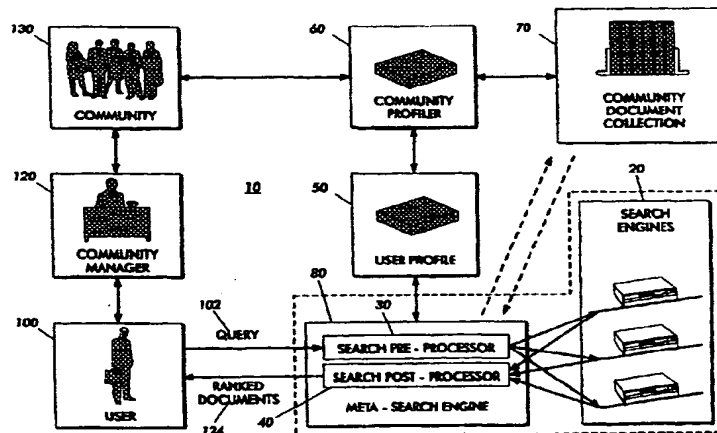 130
COMMUNITY
60
COMMUNITY
PROFILER
70
COMMUNITY
DOCUMENT
COLLECTION
120
COMMUNITY
MANAGER
10
50
USER PROFILE
20
SEARCH
ENGINES
100
USER
102
QUERY
RANKED
DOCUMENTS
124
80
30
SEARCH PRE - PROCESSOR
SEARCH POST - PROCESSOR
40
META - SEARCH ENGINE